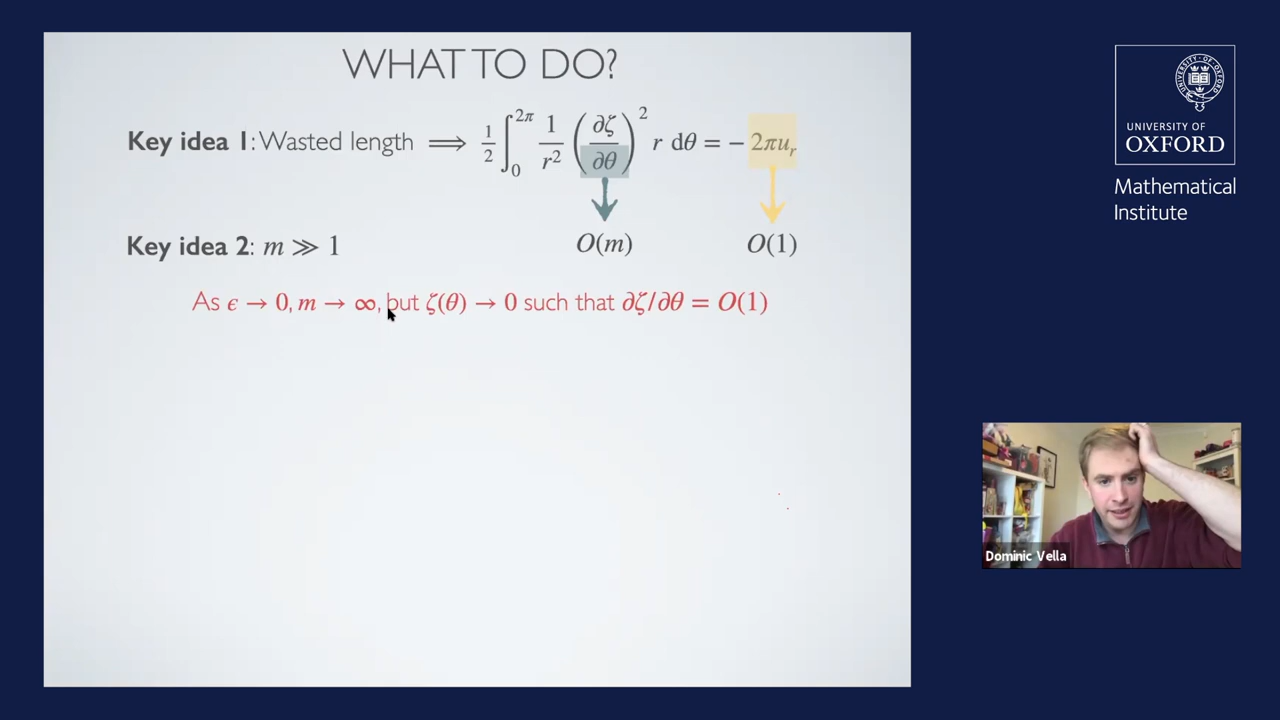 WHAT TO DO?
Key idea 1: Wasted length ⟹ 1/2 ∫₀^{2π} 1/r² (∂ζ/∂θ)² r dθ = − 2πu_r
O(m) O(1)
Key idea 2: m ≫ 1
As ϵ → 0, m → ∞, but ζ(θ) → 0 such that ∂ζ/∂θ = O(1)
UNIVERSITY OF
OXFORD
Mathematical
Institute
Dominic Vella